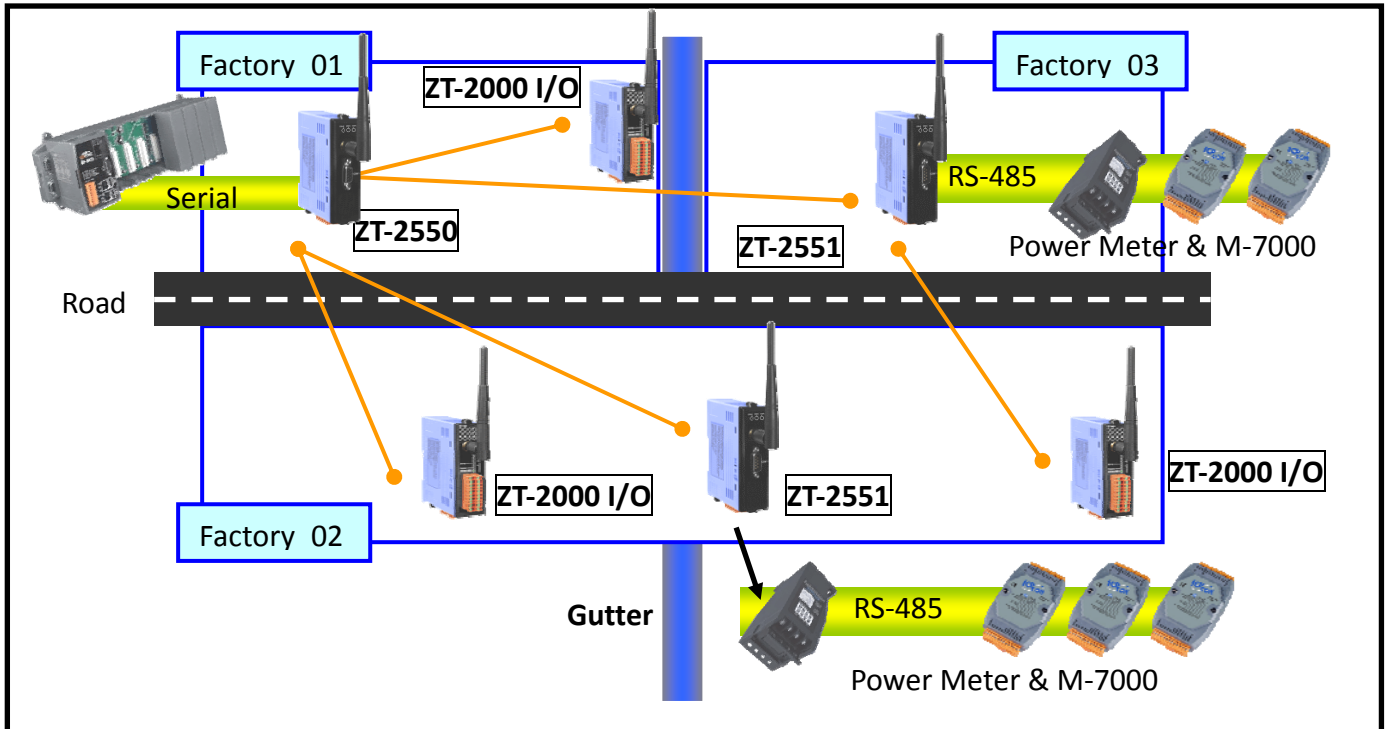 Factory 01
ZT-2000 I/O
Factory 03
Serial
RS-485
ZT-2550
ZT-2551
Power Meter & M-7000
Road
ZT-2000 I/O
ZT-2551
ZT-2000 I/O
Factory 02
Gutter
RS-485
Power Meter & M-7000